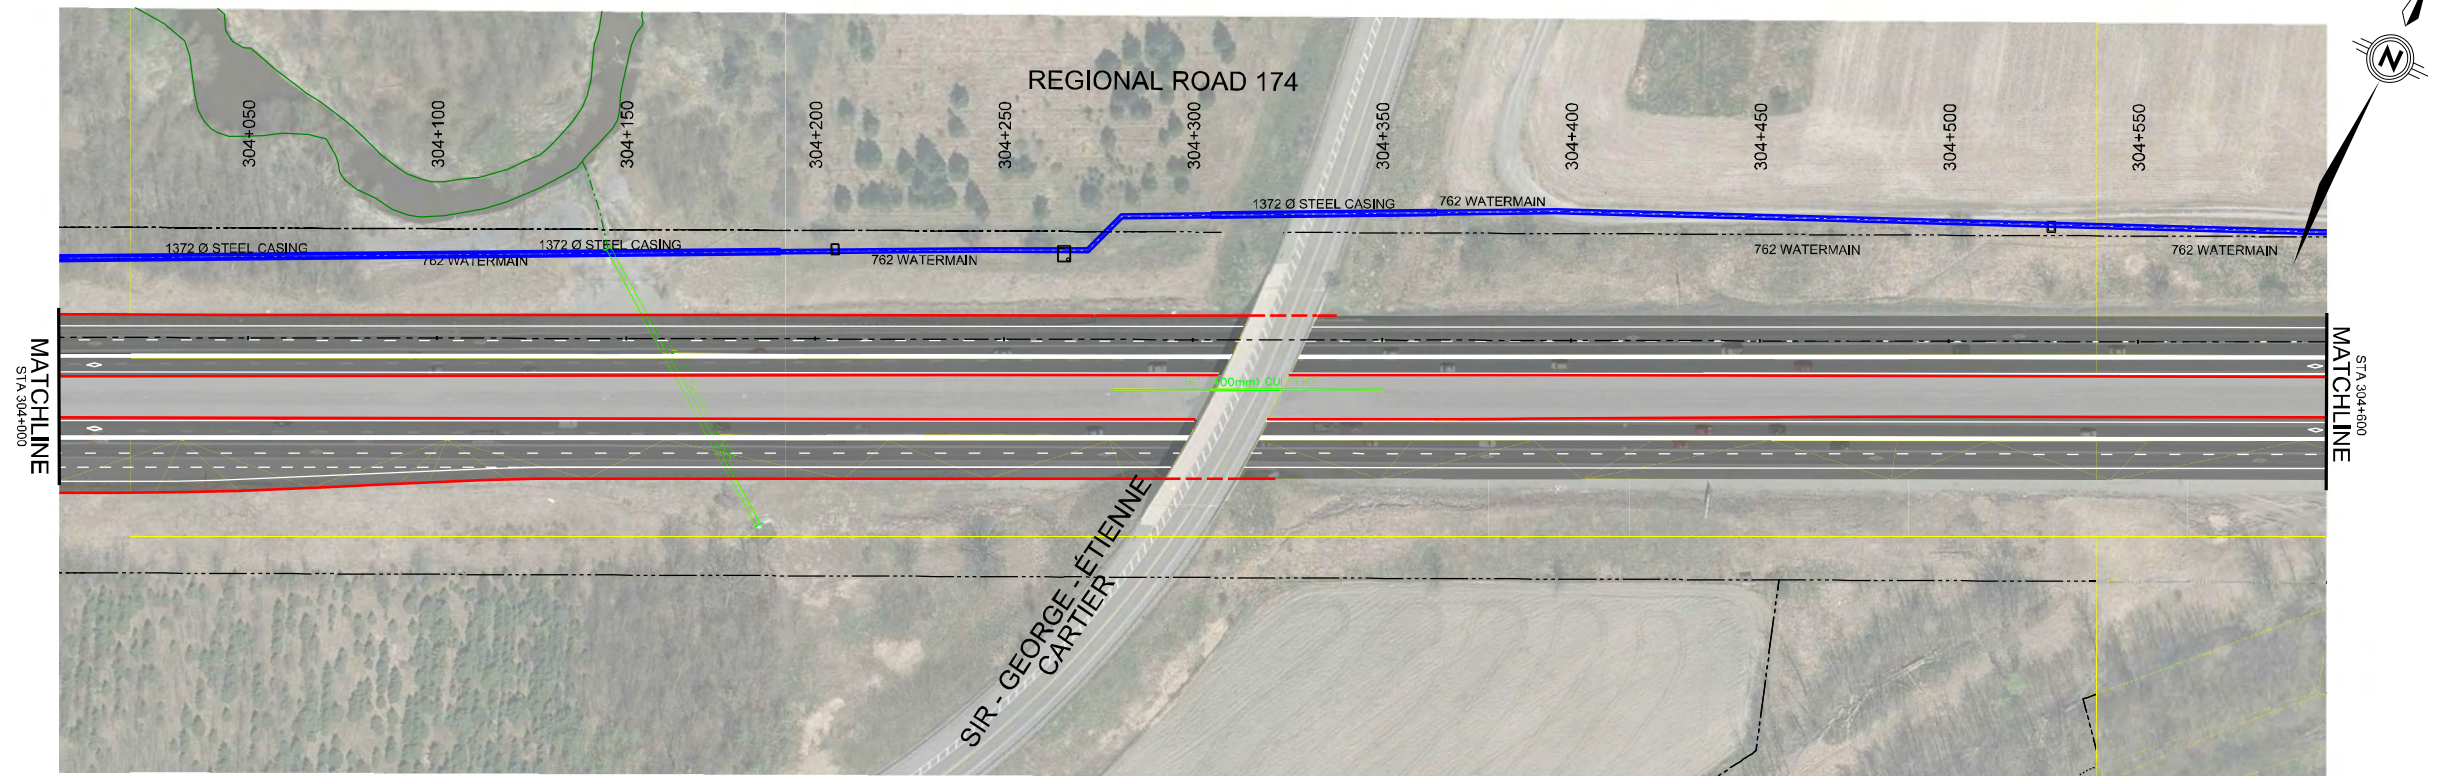 REGIONAL ROAD 174
304+050
304+100
304+150
304+200
304+250
304+300
304+350
304+400
304+450
304+500
304+550
1372 Ø STEEL CASING
762 WATERMAIN
1372 Ø STEEL CASING
1372 Ø STEEL CASING
762 WATERMAIN
762 WATERMAIN
762 WATERMAIN
762 WATERMAIN
N
MATCHLINE
STA 304+000
MATCHLINE
STA 304+600
00mm)
SIR - GEORGE - ÉTIENNE
CARTIER